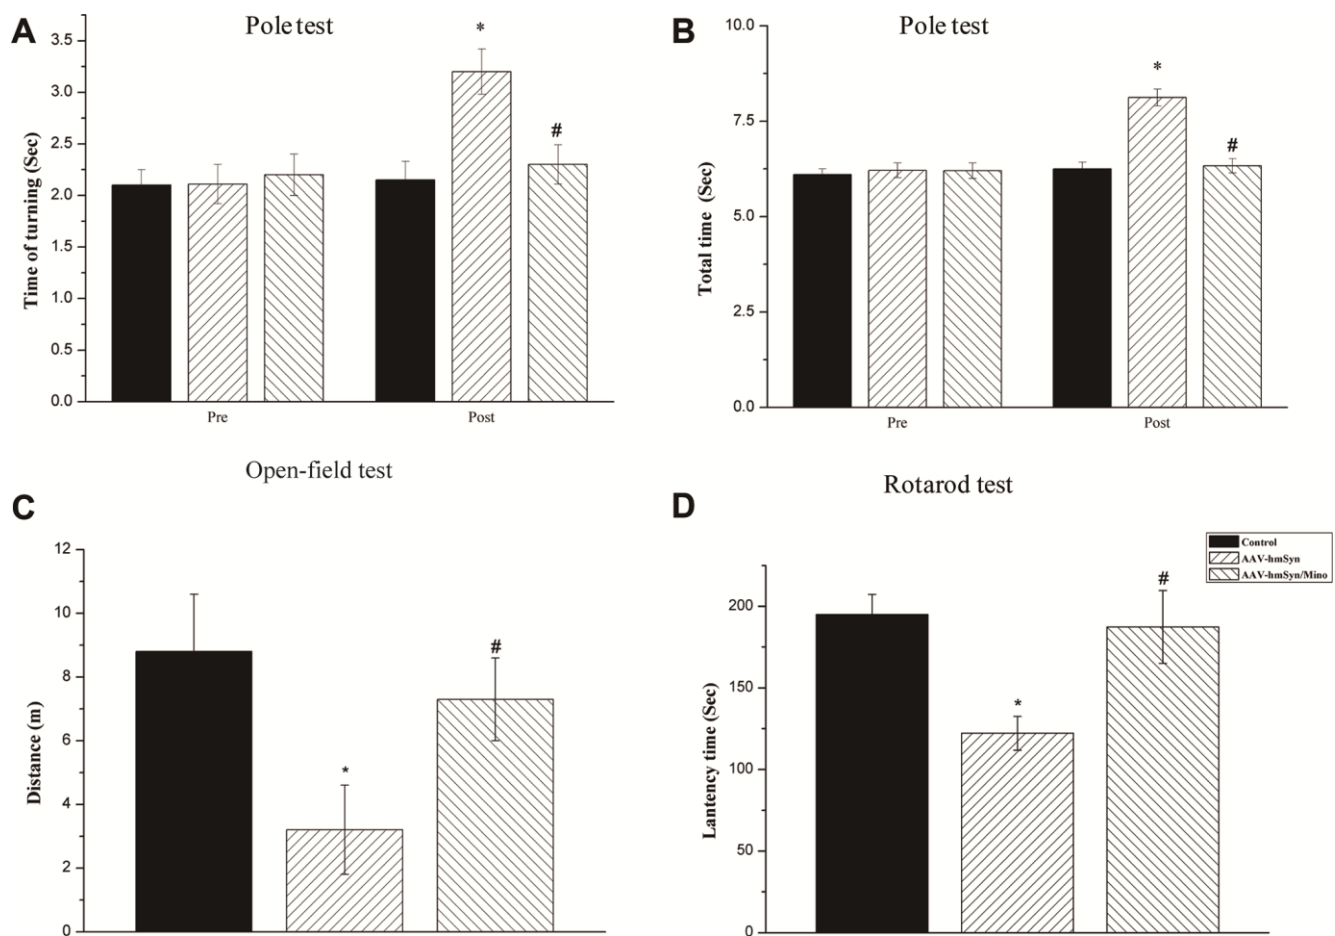 A
Pole test
Time of turning (Sec)
3.5
3.0
2.5
2.0
1.5
1.0
0.5
0.0
*
#
Pre
Post
B
Pole test
Total time (Sec)
10.0
7.5
5.0
2.5
0.0
*
#
Pre
Post
C
Open-field test
Distance (m)
12
10
8
6
4
2
0
*
#
D
Rotarod test
Lantency time (Sec)
200
150
100
50
0
*
#
Control
AAV-hmSyn
AAV-hmSyn/Mino